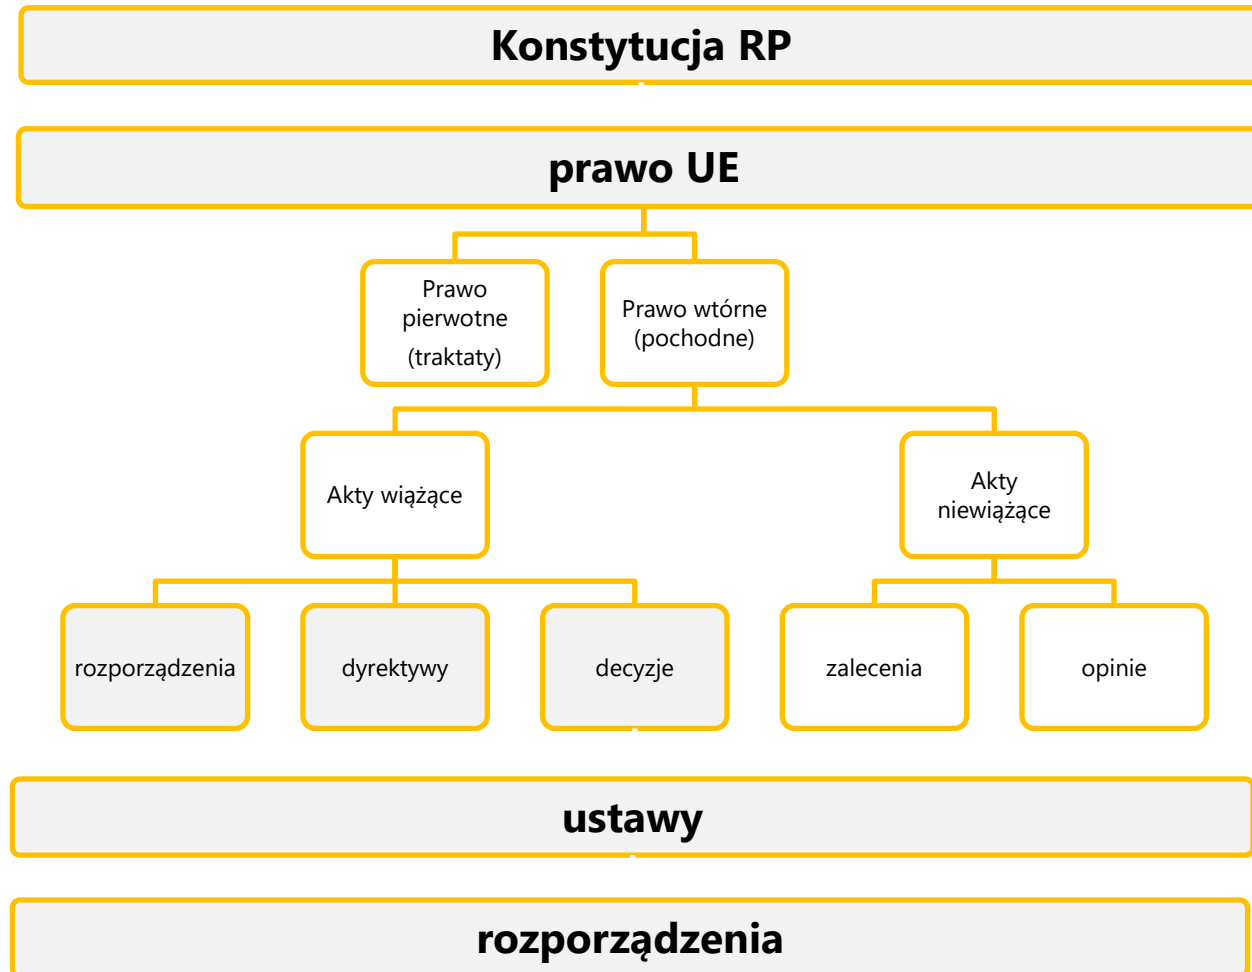 Konstytucja RP
prawo UE
Prawo
pierwotne
(traktaty)
Prawo wtórne
(pochodne)
Akty wiążące
Akty
niewiążące
rozporządzenia
dyrektywy
decyzje
zalecenia
opinie
ustawy
rozporządzenia